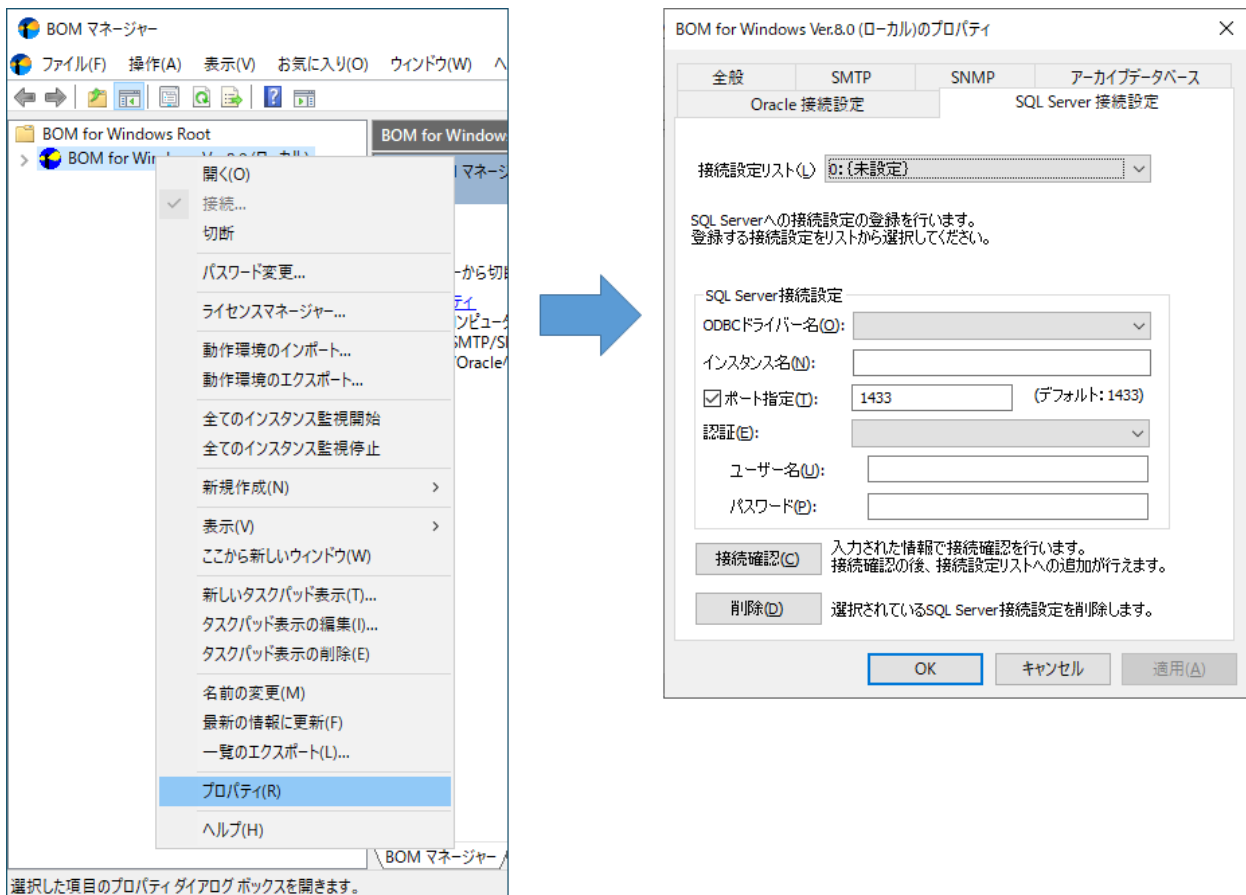 BOM マネージャー
ファイル(F) 操作(A) 表示(V) お気に入り(O) ウィンドウ(W)
BOM for Windows Root
BOM for Windows
開く(O)
マネージ
接続...
切断
パスワード変更...
ーから切
ライセンスマネージャー...
ティ
ンピュータ
動作環境のインポート...
SMTP/S
動作環境のエクスポート...
/Oracle/
全てのインスタンス監視開始
全てのインスタンス監視停止
新規作成(N)
表示(V)
ここから新しいウィンドウ(W)
新しいタスクパッド表示(T)...
タスクパッド表示の編集(I)...
タスクパッド表示の削除(E)
名前の変更(M)
最新の情報に更新(F)
一覧のエクスポート(L)...
プロパティ(R)
ヘルプ(H)
BOM マネージャー
選択した項目のプロパティ ダイアログ ボックスを開きます。
BOM for Windows Ver.8.0 (ローカル)のプロパティ
全般 SMTP SNMP アーカイブデータベース
Oracle 接続設定 SQL Server 接続設定
接続設定リスト(L) 0: {未設定}
SQL Serverへの接続設定の登録を行います。
登録する接続設定をリストから選択してください。
SQL Server接続設定
ODBCドライバー名(O):
インスタンス名(N):
ポート指定(T): 1433 (デフォルト: 1433)
認証(E):
ユーザー名(U):
パスワード(P):
接続確認(C) 入力された情報で接続確認を行います。
接続確認の後、接続設定リストへの追加が行えます。
削除(D) 選択されているSQL Server接続設定を削除します。
OK キャンセル 適用(A)